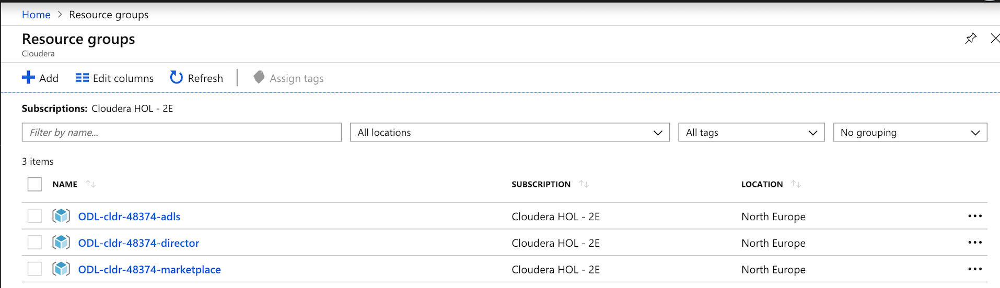 Home > Resource groups
Resource groups
Cloudera
Add Edit columns Refresh Assign tags
Subscriptions: Cloudera HOL - 2E
Filter by name... All locations All tags No grouping
3 items
NAME SUBSCRIPTION LOCATION
ODL-cldr-48374-adls Cloudera HOL - 2E North Europe
ODL-cldr-48374-director Cloudera HOL - 2E North Europe
ODL-cldr-48374-marketplace Cloudera HOL - 2E North Europe